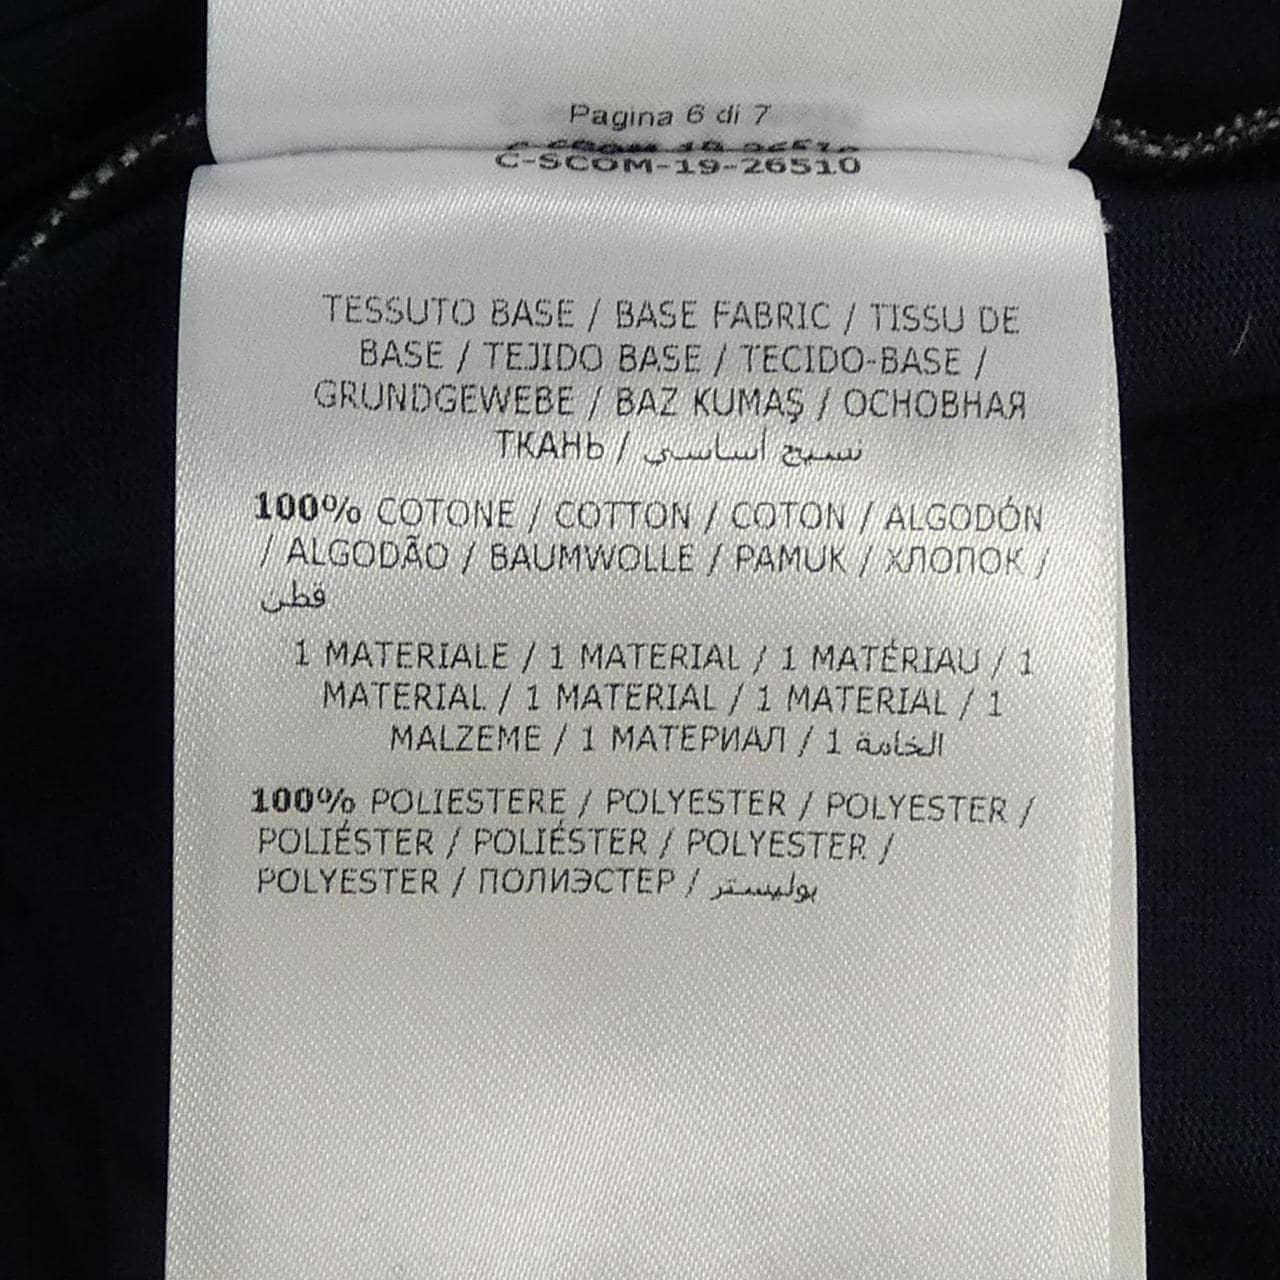 Pagina 6 di 7
C-SCOM-19-26510
TESSUTO BASE / BASE FABRIC / TISSU DE
BASE / TEJIDO BASE / TECIDO-BASE /
GRUNDGEWEBE / BAZ KUMAŞ / ОСНОВНАЯ
ТКАНЬ / نسيج أساسي
100% COTONE / COTTON / COTON / ALGODÓN
/ ALGODÃO / BAUMWOLLE / PAMUK / ХЛОПОК /
قطن
1 MATERIALE / 1 MATERIAL / 1 MATÉRIAU / 1
MATERIAL / 1 MATERIAL / 1 MATERIAL / 1
MALZEME / 1 МАТЕРИАЛ / 1 الخامة
100% POLIESTERE / POLYESTER / POLYESTER /
POLIÉSTER / POLIÉSTER / POLYESTER /
POLYESTER / ПОЛИЭСТЕР / بوليستر